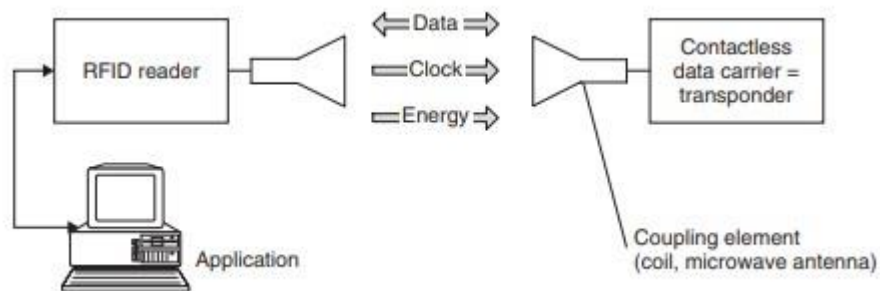 RFID reader
Data
Clock
Energy
Contactless
data carrier =
transponder
Application
Coupling element
(coil, microwave antenna)